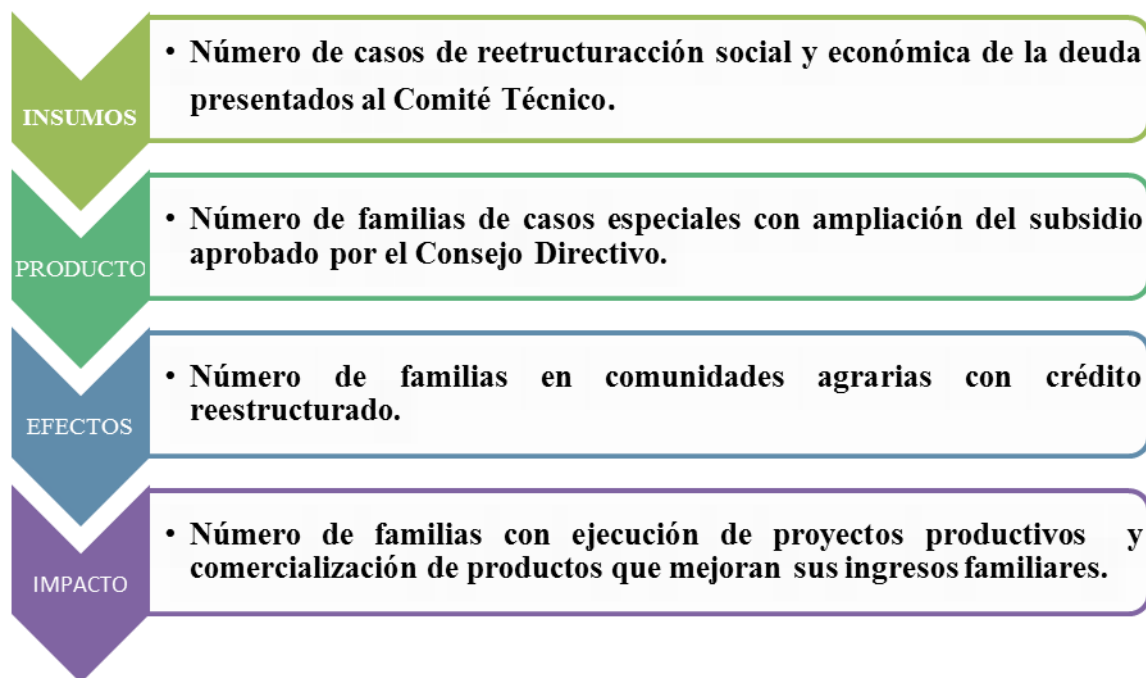 INSUMOS
• Número de casos de reetructuracción social y económica de la deuda
presentados al Comité Técnico.
PRODUCTO
• Número de familias de casos especiales con ampliación del subsidio
aprobado por el Consejo Directivo.
EFECTOS
• Número de familias en comunidades agrarias con crédito
reestructurado.
IMPACTO
• Número de familias con ejecución de proyectos productivos y
comercialización de productos que mejoran sus ingresos familiares.